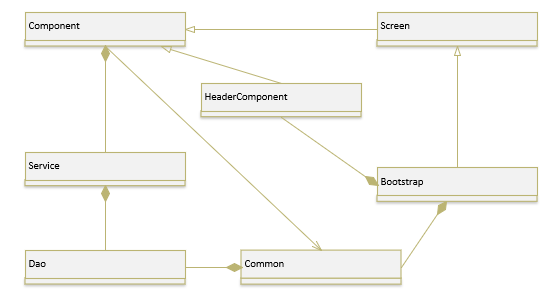 Component
Screen
HeaderComponent
Service
Bootstrap
Dao
Common